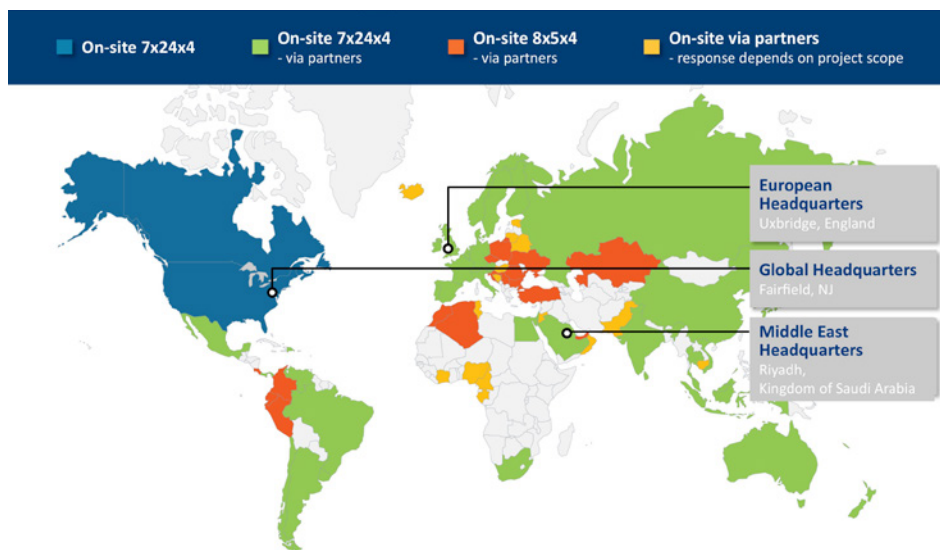 On-site 7x24x4
On-site 7x24x4
- via partners
On-site 8x5x4
- via partners
On-site via partners
- response depends on project scope
European
Headquarters
Uxbridge, England
Global Headquarters
Fairfield, NJ
Middle East
Headquarters
Riyadh,
Kingdom of Saudi Arabia